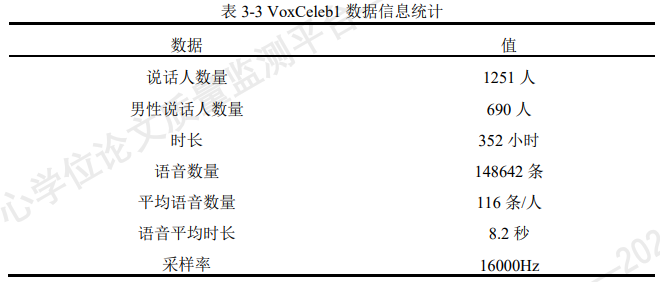 表 3-3 VoxCeleb1 数据信息统计
数据 值
说话人数量 1251 人
男性说话人数量 690 人
时长 352 小时
语音数量 148642 条
平均语音数量 116 条/人
语音平均时长 8.2 秒
采样率 16000Hz
心学位论文质量监测平台
—202